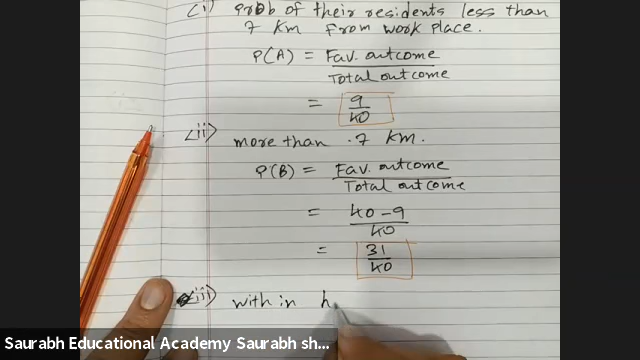 (i) Prob of their residents less than
7 Km from work place.
P(A) = Fav. outcome
Total outcome
= 9
40
(ii) more than .7 Km.
P(B) = Fav. outcome
Total outcome
= 40 - 9
40
= 31
40
(iii) with in h
Saurabh Educational Academy Saurabh sh...